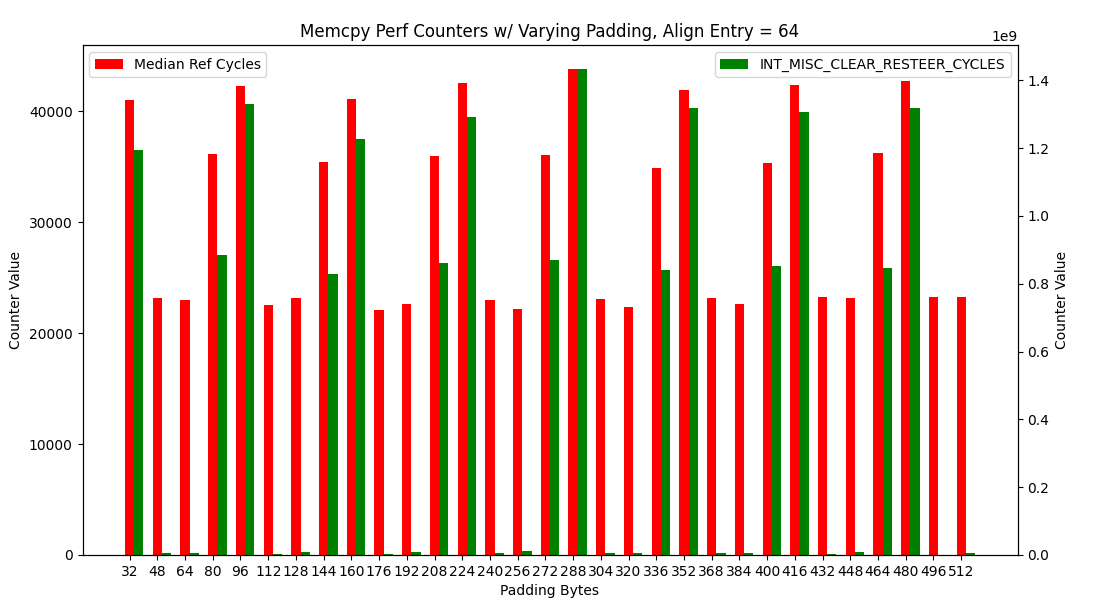 Memcpy Perf Counters w/ Varying Padding, Align Entry = 64
1e9
Median Ref Cycles
INT_MISC_CLEAR_RESTEER_CYCLES
Counter Value
40000
30000
20000
10000
0
1.4
1.2
1.0
0.8
0.6
0.4
0.2
0.0
Counter Value
32 48 64 80 96 112 128 144 160 176 192 208 224 240 256 272 288 304 320 336 352 368 384 400 416 432 448 464 480 496 512
Padding Bytes